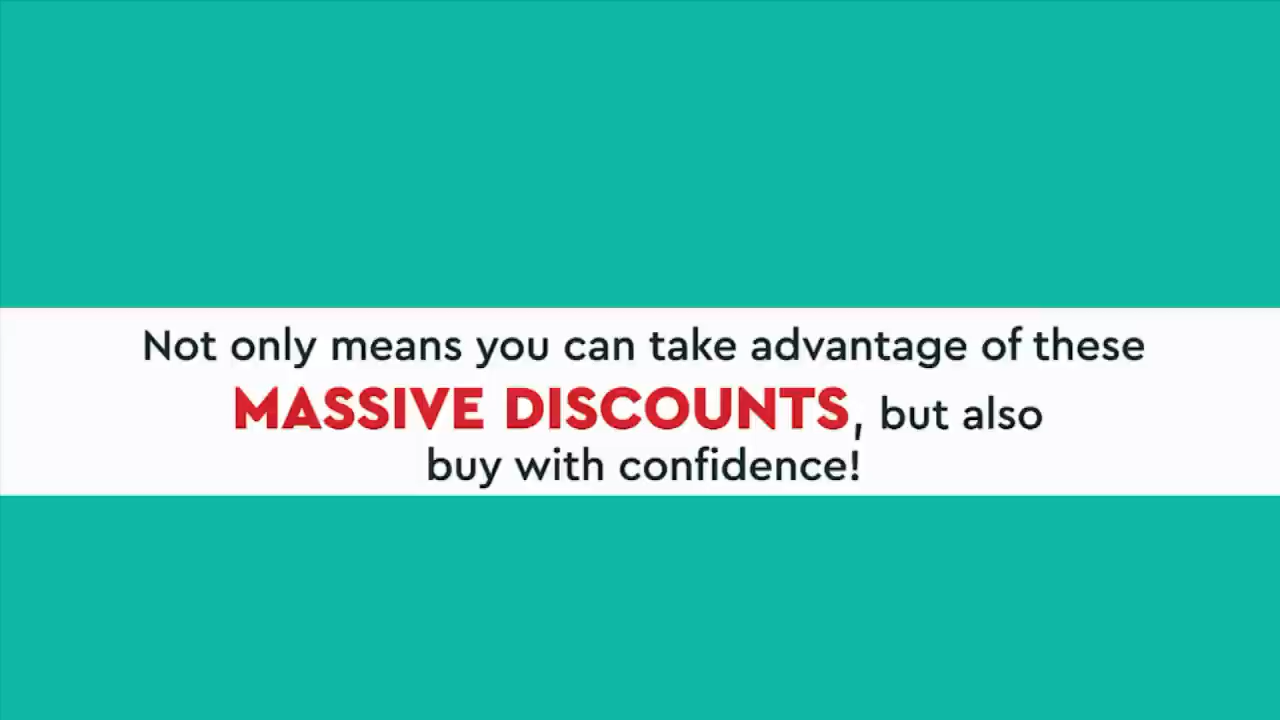 Not only means you can take advantage of these
MASSIVE DISCOUNTS, but also
buy with confidence!